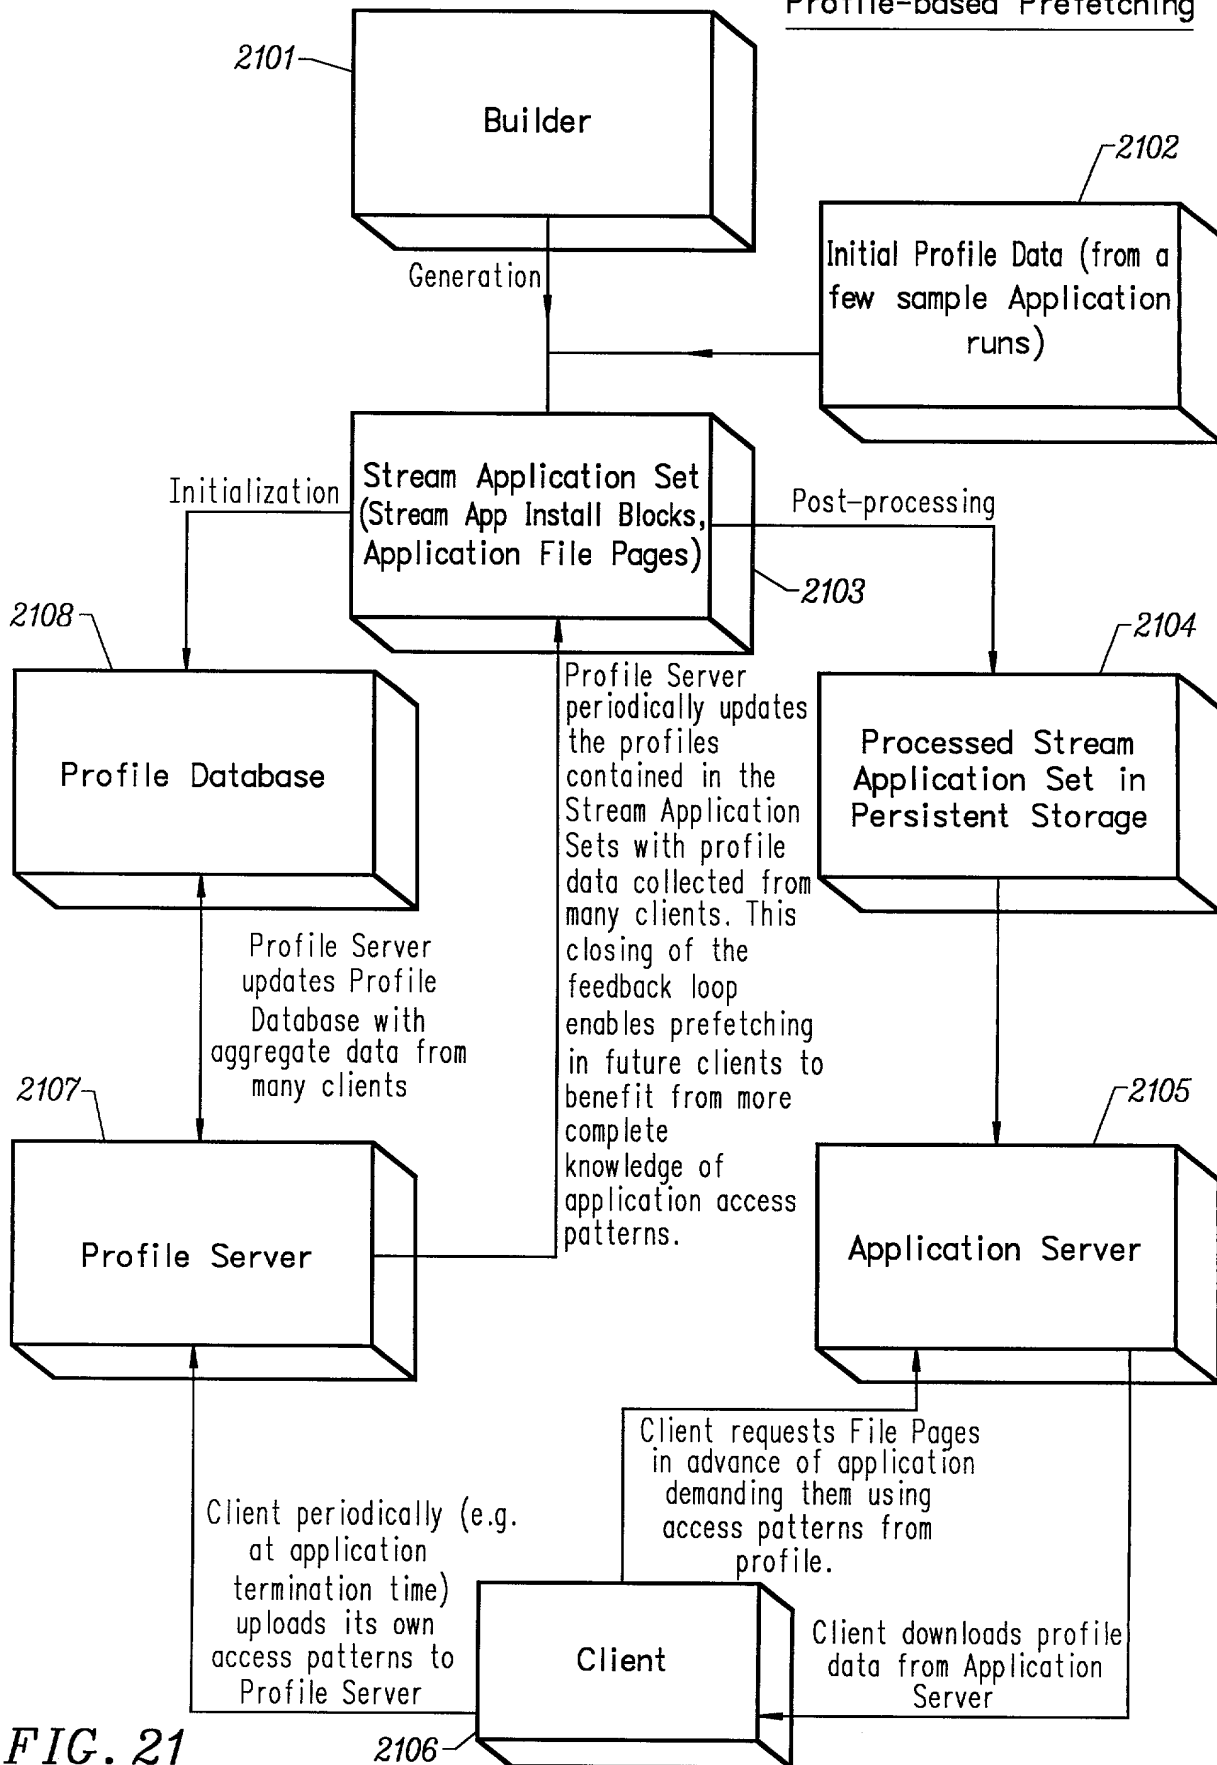 Profile-based Prefetching
2101
Builder
2102
Initial Profile Data (from a
few sample Application
runs)
Generation
Stream Application Set
(Stream App Install Blocks,
Application File Pages)
2103
Initialization
Post-processing
2108
Profile Database
2104
Processed Stream
Application Set in
Persistent Storage
Profile Server
periodically updates
the profiles
contained in the
Stream Application
Sets with profile
data collected from
many clients. This
closing of the
feedback loop
enables prefetching
in future clients to
benefit from more
complete
knowledge of
application access
patterns.
Profile Server
updates Profile
Database with
aggregate data from
many clients
2107
Profile Server
2105
Application Server
Client requests File Pages
in advance of application
demanding them using
access patterns from
profile.
Client periodically (e.g.
at application
termination time)
uploads its own
access patterns to
Profile Server
Client
2106
Client downloads profile
data from Application
Server
FIG. 21